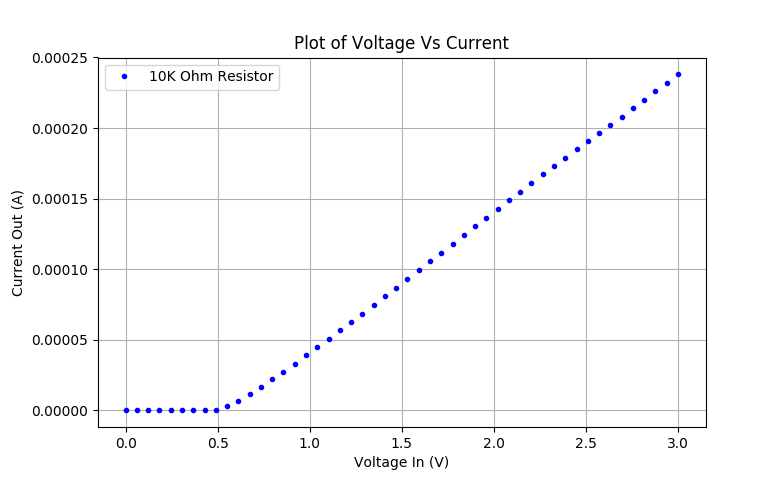 Plot of Voltage Vs Current
10K Ohm Resistor
0.00025
0.00020
0.00015
0.00010
0.00005
0.00000
Current Out (A)
0.0 0.5 1.0 1.5 2.0 2.5 3.0
Voltage In (V)